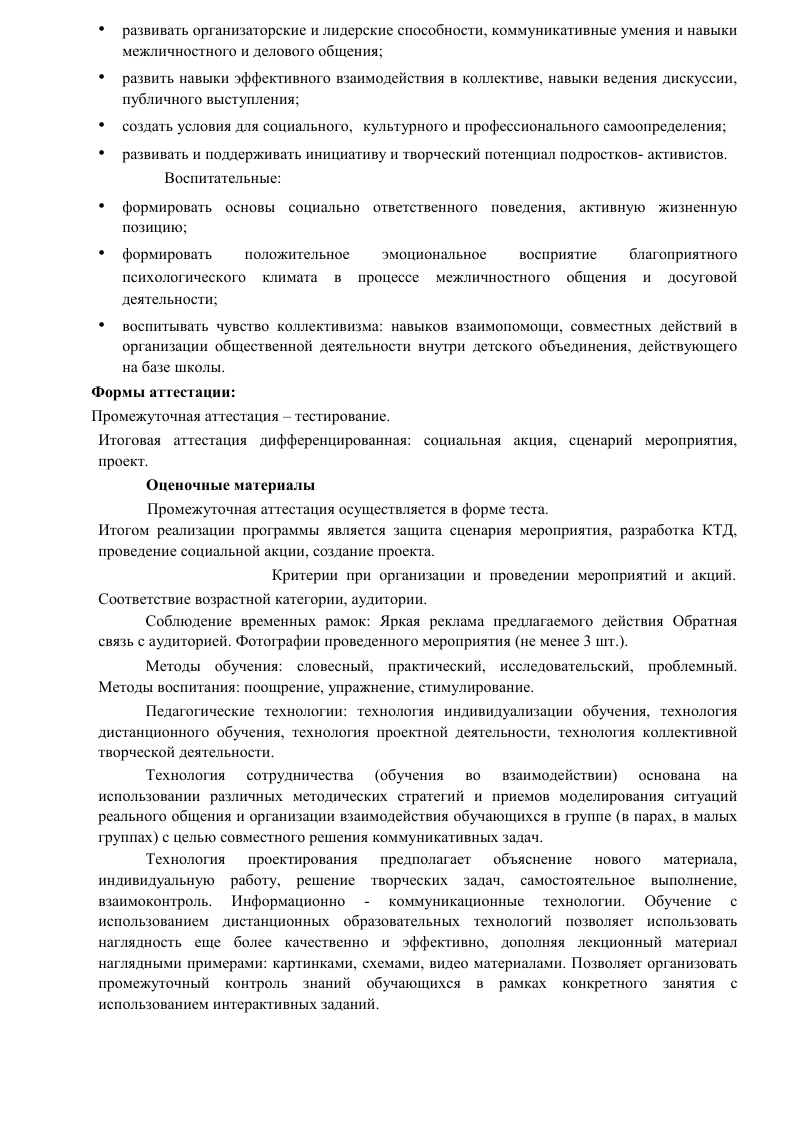 • развивать организаторские и лидерские способности, коммуникативные умения и навыки
межличностного и делового общения;
• развить навыки эффективного взаимодействия в коллективе, навыки ведения дискуссии,
публичного выступления;
• создать условия для социального, культурного и профессионального самоопределения;
• развивать и поддерживать инициативу и творческий потенциал подростков- активистов.
Воспитательные:
• формировать основы социально ответственного поведения, активную жизненную
позицию;
• формировать положительное эмоциональное восприятие благоприятного
психологического климата в процессе межличностного общения и досуговой
деятельности;
• воспитывать чувство коллективизма: навыков взаимопомощи, совместных действий в
организации общественной деятельности внутри детского объединения, действующего
на базе школы.
Формы аттестации:
Промежуточная аттестация – тестирование.
Итоговая аттестация дифференцированная: социальная акция, сценарий мероприятия,
проект.
Оценочные материалы
Промежуточная аттестация осуществляется в форме теста.
Итогом реализации программы является защита сценария мероприятия, разработка КТД,
проведение социальной акции, создание проекта.
Критерии при организации и проведении мероприятий и акций.
Соответствие возрастной категории, аудитории.
Соблюдение временных рамок: Яркая реклама предлагаемого действия Обратная
связь с аудиторией. Фотографии проведенного мероприятия (не менее 3 шт.).
Методы обучения: словесный, практический, исследовательский, проблемный.
Методы воспитания: поощрение, упражнение, стимулирование.
Педагогические технологии: технология индивидуализации обучения, технология
дистанционного обучения, технология проектной деятельности, технология коллективной
творческой деятельности.
Технология сотрудничества (обучения во взаимодействии) основана на
использовании различных методических стратегий и приемов моделирования ситуаций
реального общения и организации взаимодействия обучающихся в группе (в парах, в малых
группах) с целью совместного решения коммуникативных задач.
Технология проектирования предполагает объяснение нового материала,
индивидуальную работу, решение творческих задач, самостоятельное выполнение,
взаимоконтроль. Информационно - коммуникационные технологии. Обучение с
использованием дистанционных образовательных технологий позволяет использовать
наглядность еще более качественно и эффективно, дополняя лекционный материал
наглядными примерами: картинками, схемами, видео материалами. Позволяет организовать
промежуточный контроль знаний обучающихся в рамках конкретного занятия с
использованием интерактивных заданий.